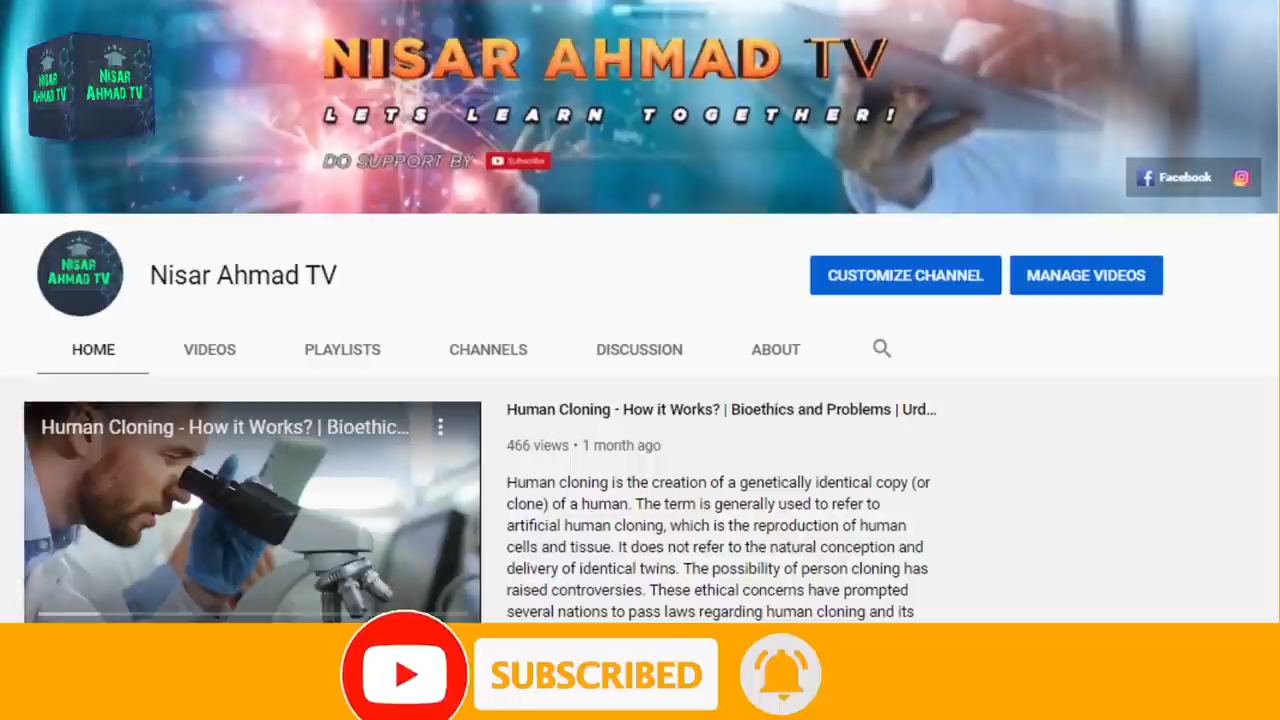 NISAR AHMAD TV
NISAR AHMAD TV
NISAR AHMAD TV
LETS LEARN TOGETHER!
DO SUPPORT BY Subscribe
Facebook
NISAR AHMAD TV
Nisar Ahmad TV
CUSTOMIZE CHANNEL
MANAGE VIDEOS
HOME VIDEOS PLAYLISTS CHANNELS DISCUSSION ABOUT
Human Cloning - How it Works? | Bioethic...
Human Cloning - How it Works? | Bioethics and Problems | Urd...
466 views • 1 month ago
Human cloning is the creation of a genetically identical copy (or
clone) of a human. The term is generally used to refer to
artificial human cloning, which is the reproduction of human
cells and tissue. It does not refer to the natural conception and
delivery of identical twins. The possibility of person cloning has
raised controversies. These ethical concerns have prompted
several nations to pass laws regarding human cloning and its
SUBSCRIBED